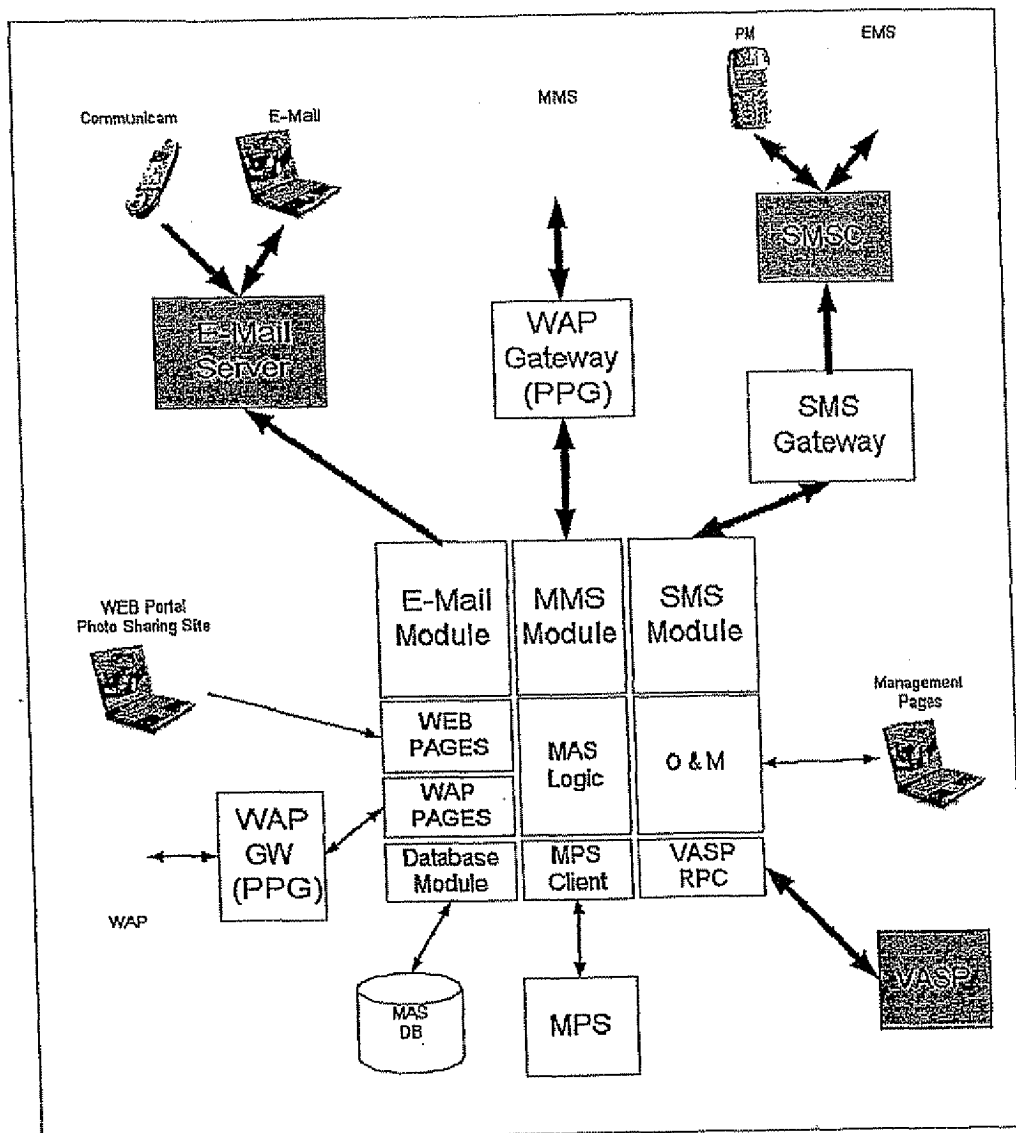 PM
EMS
MMS
Communicam
E-Mail
SMSC
E-Mail
Server
WAP
Gateway
(PPG)
SMS
Gateway
E-Mail
Module
MMS
Module
SMS
Module
WEB Portal
Photo Sharing Site
WEB
PAGES
MAS
Logic
O & M
Management
Pages
WAP
PAGES
WAP
GW
(PPG)
WAP
Database
Module
MPS
Client
VASP
RPC
MAS
DB
MPS
VASP